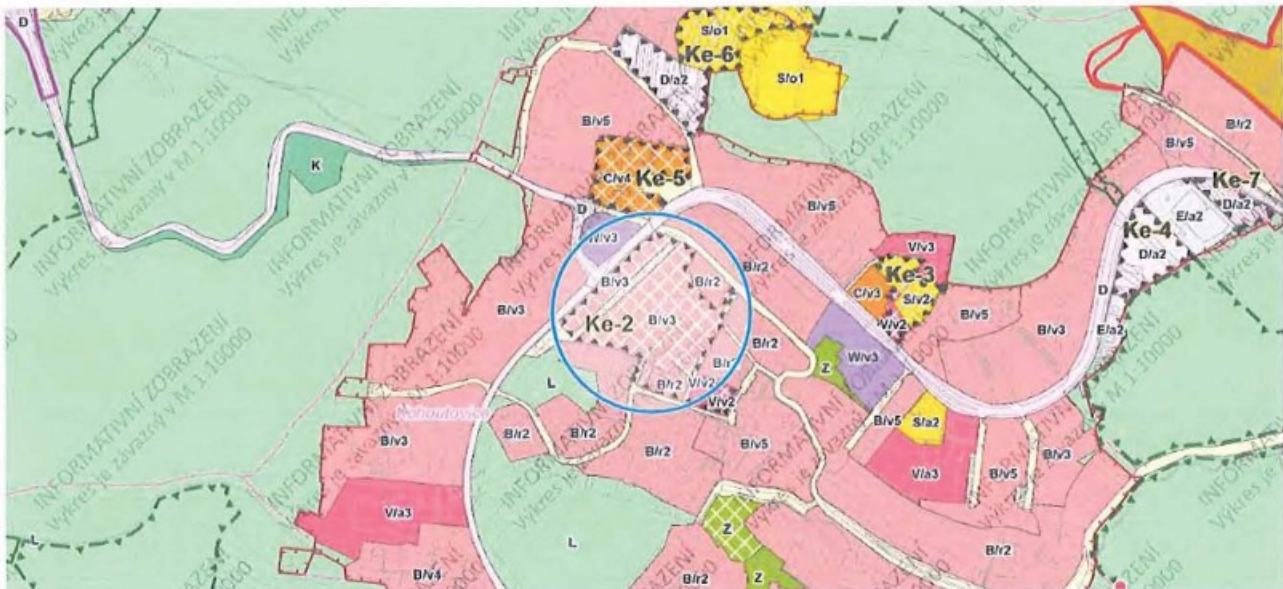 D
S/o1
Ke-6
S/o1
D/a2
B/v5
B/r2
B/v5
K
C/v4
Ke-5
B/v5
Ke-7
D/a2
E/a2
Ke-4
D/a2
D
W/v3
V/v3
B/r2
Ke-3
C/v3
S/v2
B/v3
B/r2
B/v3
B/v3
Ke-2
V/v2
B/v5
B/v3
D
E/a2
B/r2
W/v3
Z
B/r2
V/v2
V/v2
L
B/v5
S/a2
Kohoutovice
B/r2
B/r2
B/v3
B/r2
B/v5
V/a3
B/v5
B/v3
V/a3
Z
L
L
B/r2
B/v4
B/r2
Z
INFORMATIVNÍ ZOBRAZENÍ
Výkres je závazný v M 1:10000